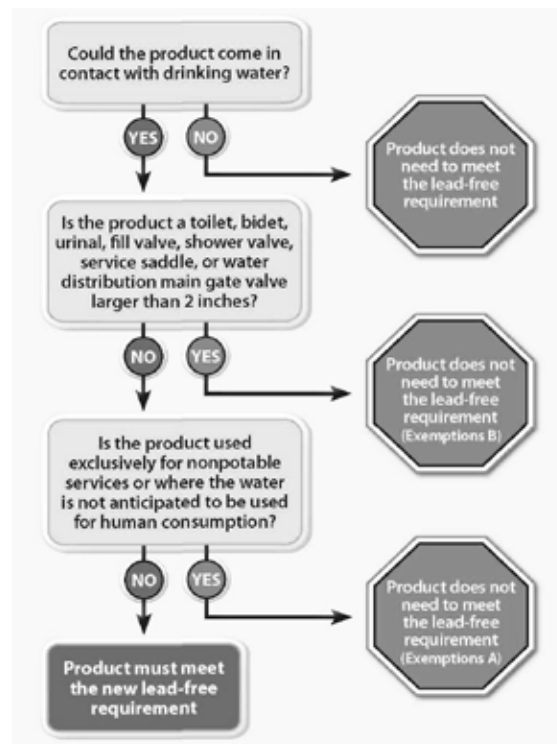 Could the product come in
contact with drinking water?
YES
NO
Product does not
need to meet
the lead-free
requirement
Is the product a toilet, bidet,
urinal, fill valve, shower valve,
service saddle, or water
distribution main gate valve
larger than 2 inches?
NO
YES
Product does not
need to meet
the lead-free
requirement
(Exemptions B)
Is the product used
exclusively for nonpotable
services or where the water
is not anticipated to be used
for human consumption?
NO
YES
Product does not
need to meet
the lead-free
requirement
(Exemptions A)
Product must meet
the new lead-free
requirement